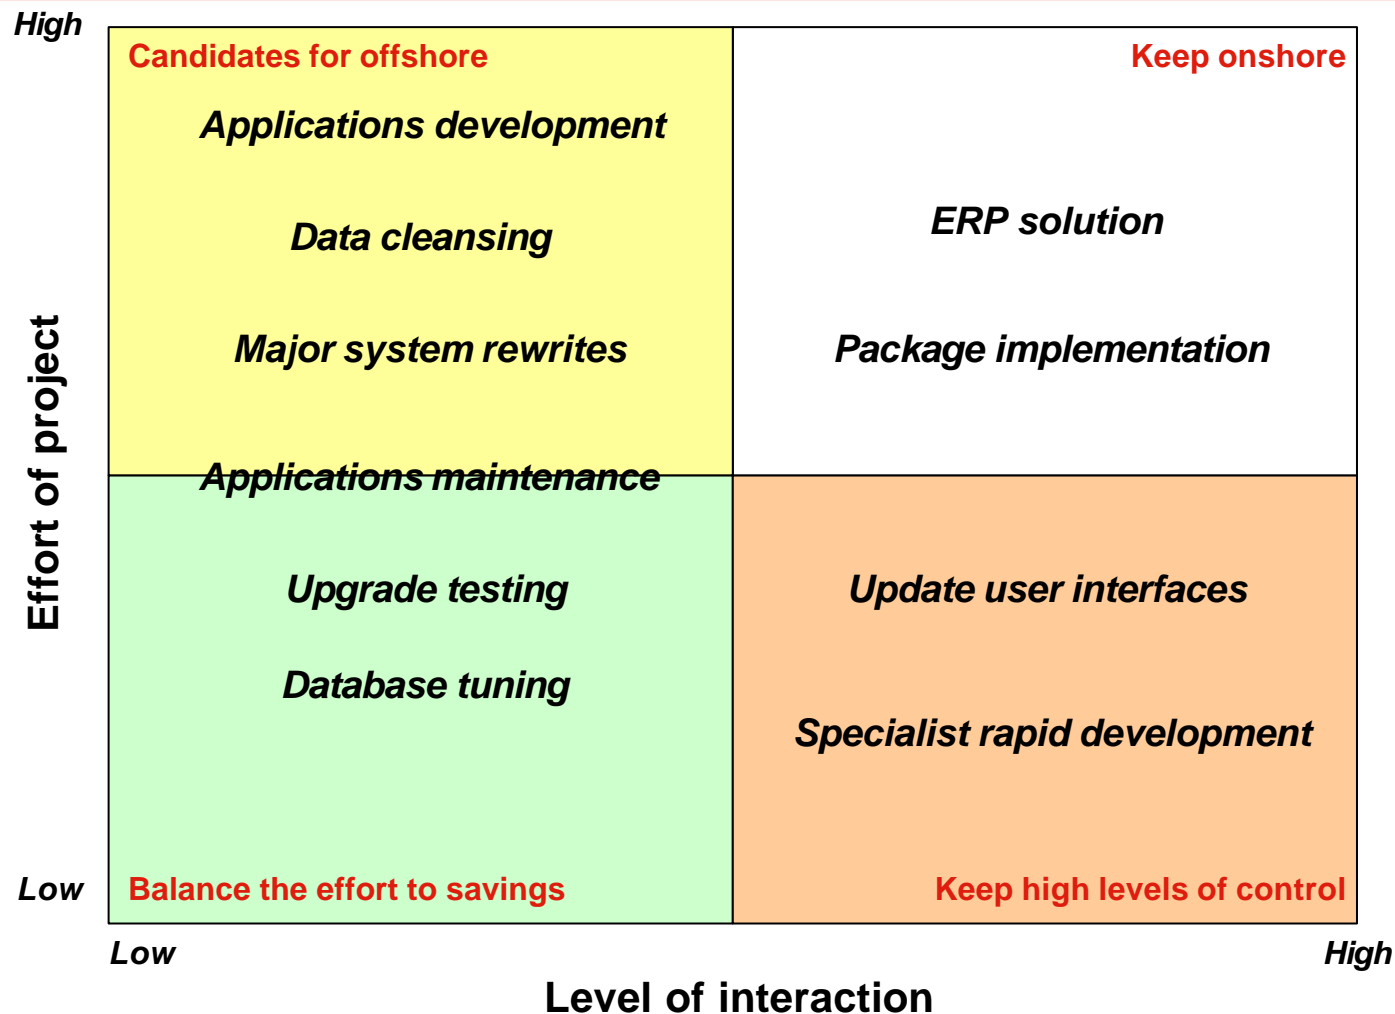 High
Candidates for offshore
Keep onshore
Applications development
ERP solution
Data cleansing
Major system rewrites
Package implementation
Effort of project
Applications maintenance
Upgrade testing
Update user interfaces
Database tuning
Specialist rapid development
Low
Balance the effort to savings
Keep high levels of control
Low
High
Level of interaction